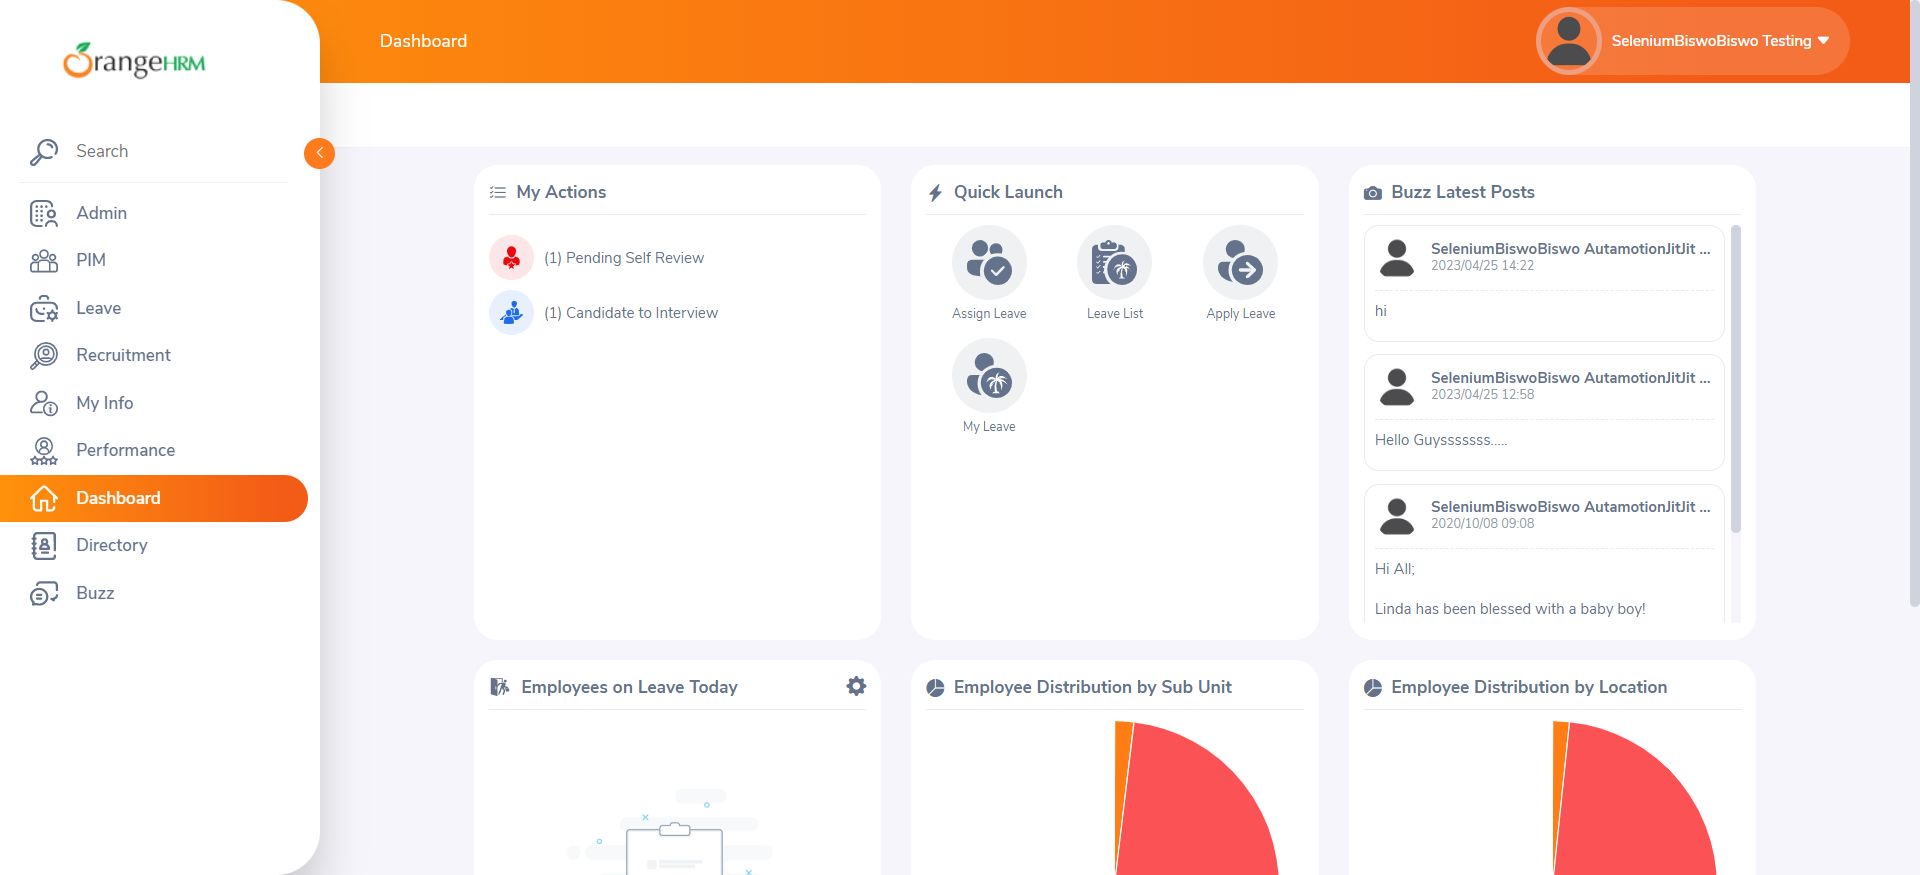 OrangeHRM
Search
Admin
PIM
Leave
Recruitment
My Info
Performance
Dashboard
Directory
Buzz
Dashboard
SeleniumBiswoBiswo Testing
My Actions
(1) Pending Self Review
(1) Candidate to Interview
Quick Launch
Assign Leave
Leave List
Apply Leave
My Leave
Buzz Latest Posts
SeleniumBiswoBiswo AutamotionJitJit ...
2023/04/25 14:22
hi
SeleniumBiswoBiswo AutamotionJitJit ...
2023/04/25 12:58
Hello Guysssssss.....
SeleniumBiswoBiswo AutamotionJitJit ...
2020/10/08 09:08
Hi All;
Linda has been blessed with a baby boy!
Employees on Leave Today
Employee Distribution by Sub Unit
Employee Distribution by Location